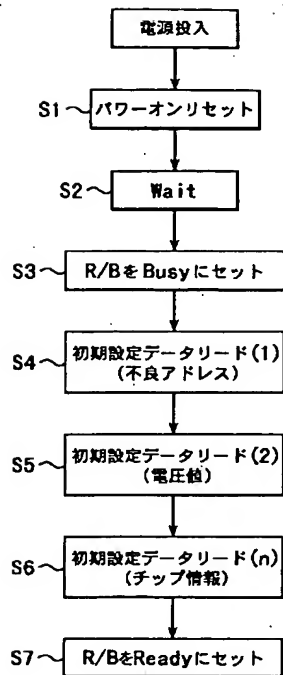 電源投入
S1 パワーオンリセット
S2 Wait
S3 R/BをBusyにセット
S4 初期設定データリード(1)
(不良アドレス)
S5 初期設定データリード(2)
(電圧値)
S6 初期設定データリード(n)
(チップ情報)
S7 R/BをReadyにセット